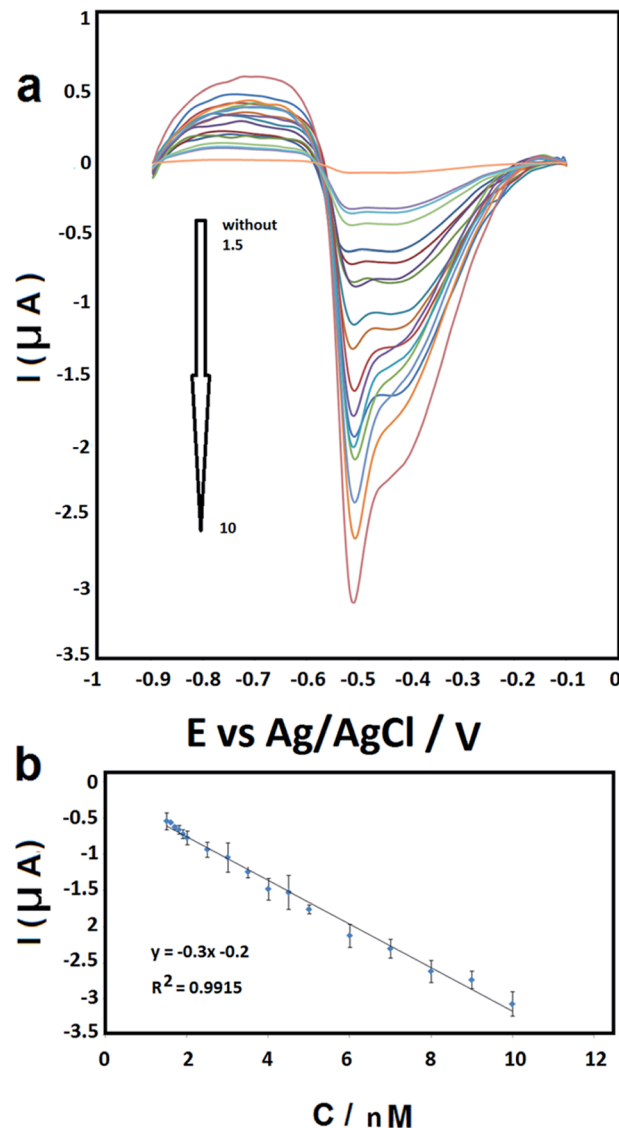 a
1
0.5
0
-0.5
-1
-1.5
-2
-2.5
-3
-3.5
I (µ A)
without
1.5
10
-1 -0.9 -0.8 -0.7 -0.6 -0.5 -0.4 -0.3 -0.2 -0.1 0
E vs Ag/AgCl / V
b
0
-0.5
-1
-1.5
2
-2.5
-3
-3.5
I (µ A)
y = -0.3x -0.2
R² = 0.9915
0 2 4 6 8 10 12
C / nM